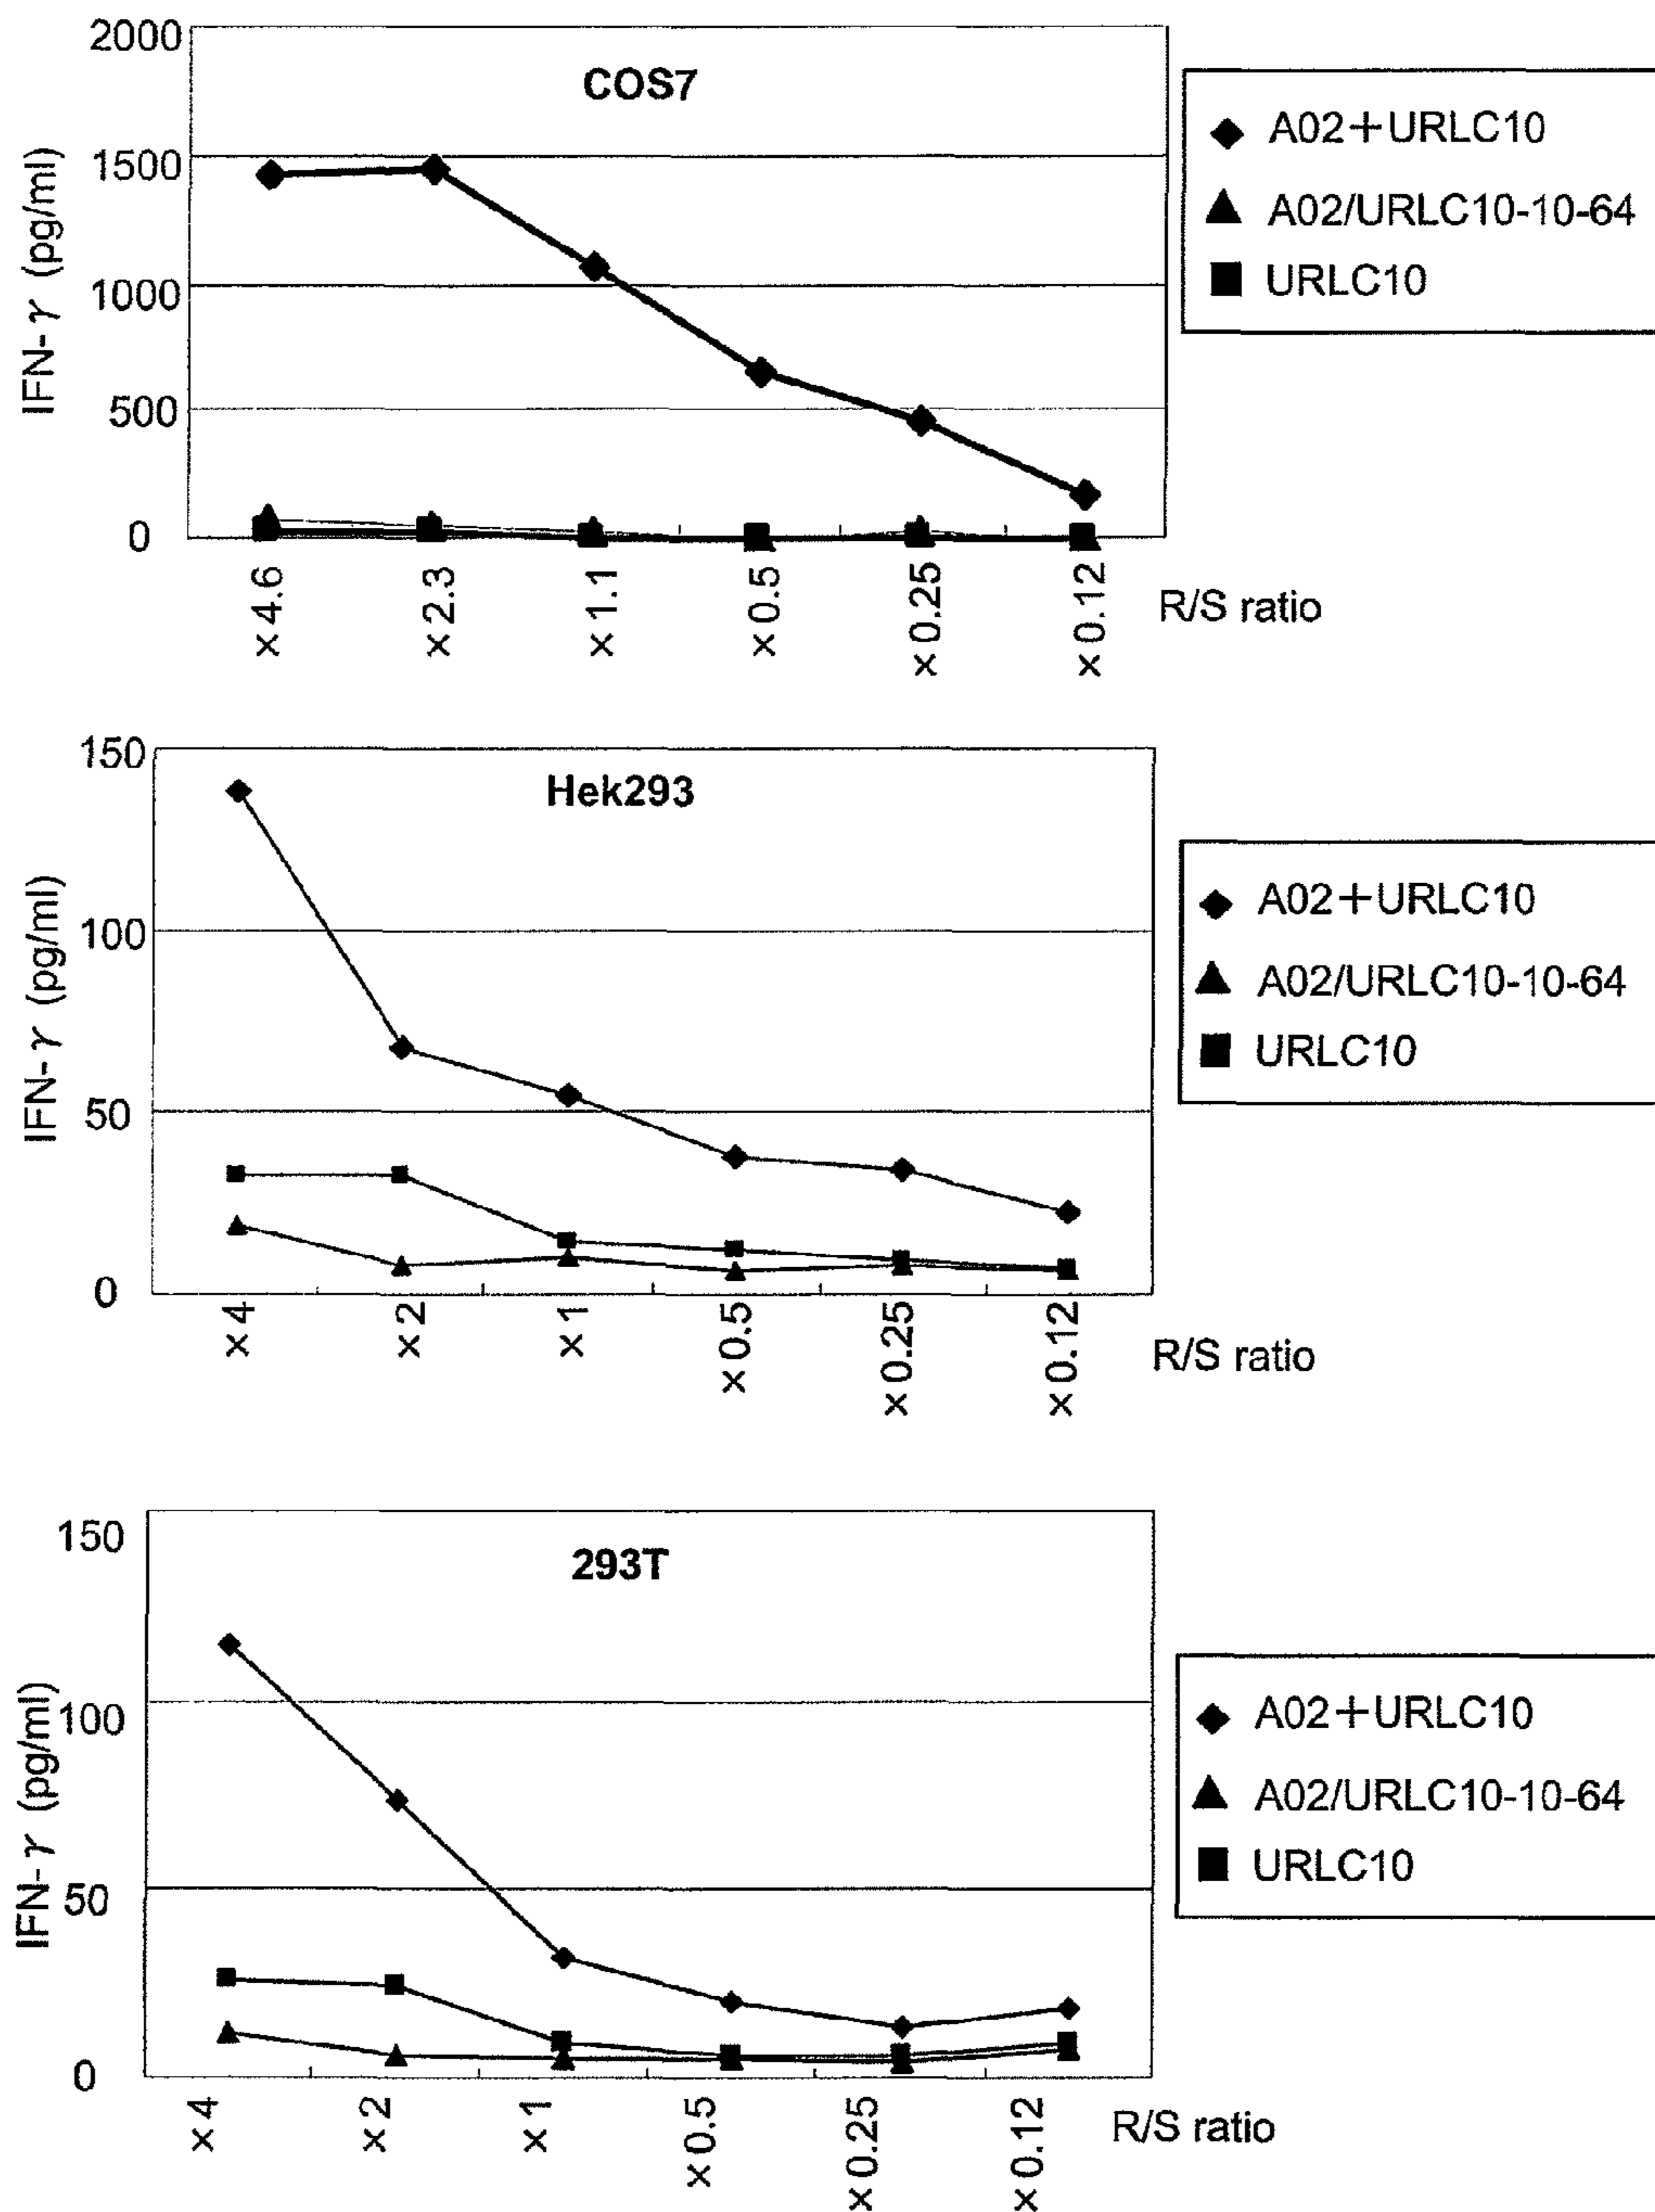 COS7
IFN-γ (pg/ml)
2000
1500
1000
500
0
×4.6
×2.3
×1.1
×0.5
×0.25
×0.12
R/S ratio
A02+URLC10
A02/URLC10-10-64
URLC10
Hek293
IFN-γ (pg/ml)
150
100
50
0
×4
×2
×1
×0.5
×0.25
×0.12
R/S ratio
A02+URLC10
A02/URLC10-10-64
URLC10
293T
IFN-γ (pg/ml)
150
100
50
0
×4
×2
×1
×0.5
×0.25
×0.12
R/S ratio
A02+URLC10
A02/URLC10-10-64
URLC10